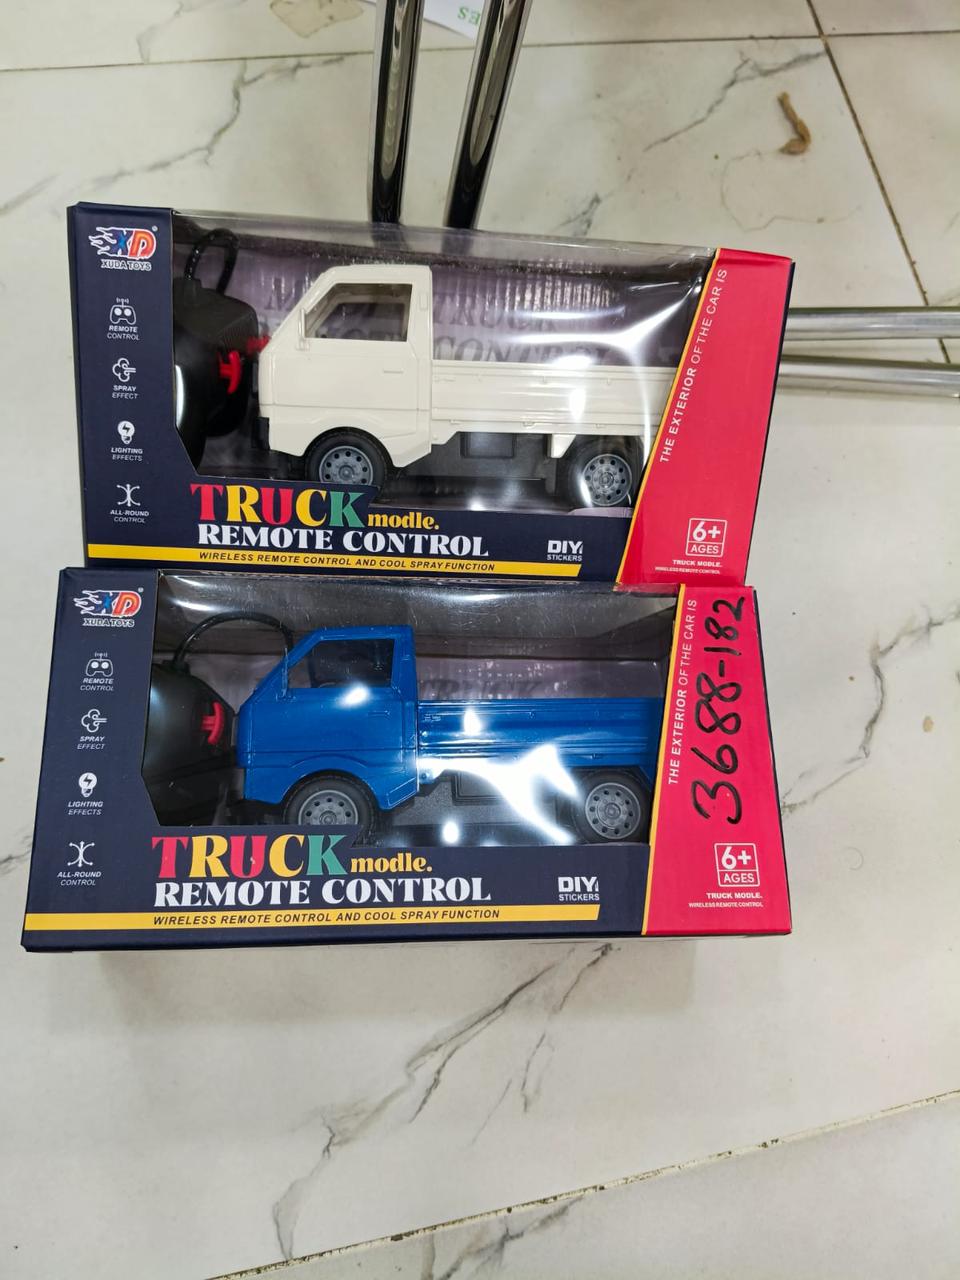 ES
XD®
XUDA TOYS
REMOTE
CONTROL
SPRAY
EFFECT
LIGHTING
EFFECTS
ALL-ROUND
CONTROL
TRUCK modle.
REMOTE CONTROL
WIRELESS REMOTE CONTROL AND COOL SPRAY FUNCTION
DIY
STICKERS
THE EXTERIOR OF THE CAR IS
6+
AGES
TRUCK MODLE.
WIRELESS REMOTE CONTROL
XD®
XUDA TOYS
REMOTE
CONTROL
SPRAY
EFFECT
LIGHTING
EFFECTS
ALL-ROUND
CONTROL
TRUCK
TRUCK modle.
REMOTE CONTROL
WIRELESS REMOTE CONTROL AND COOL SPRAY FUNCTION
DIY
STICKERS
THE EXTERIOR OF THE CAR IS
3688-182
6+
AGES
TRUCK MODLE.
WIRELESS REMOTE CONTROL